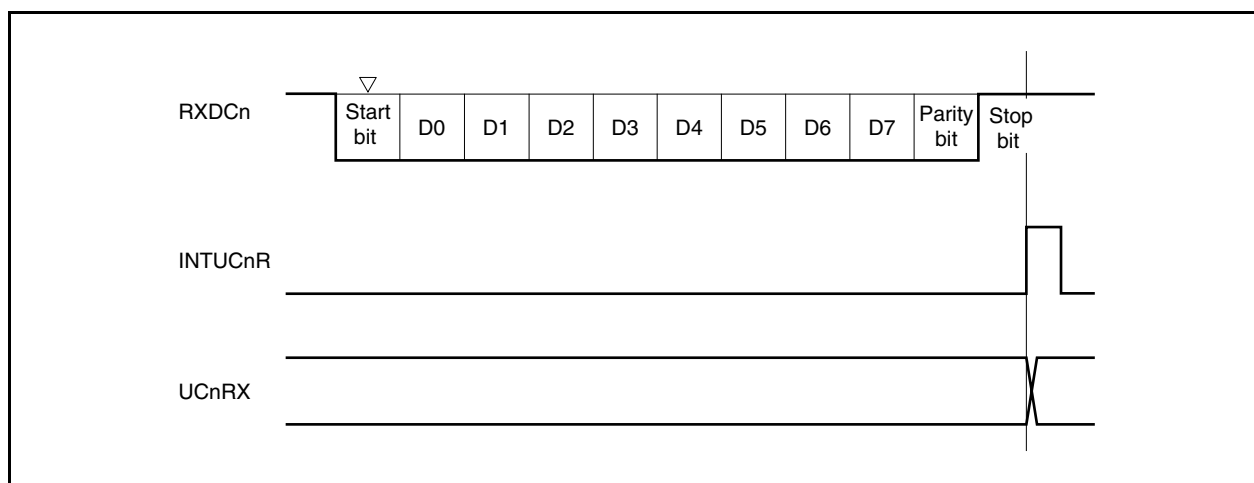 RXDCn
Start
bit
D0
D1
D2
D3
D4
D5
D6
D7
Parity
bit
Stop
bit
INTUCnR
UCnRX